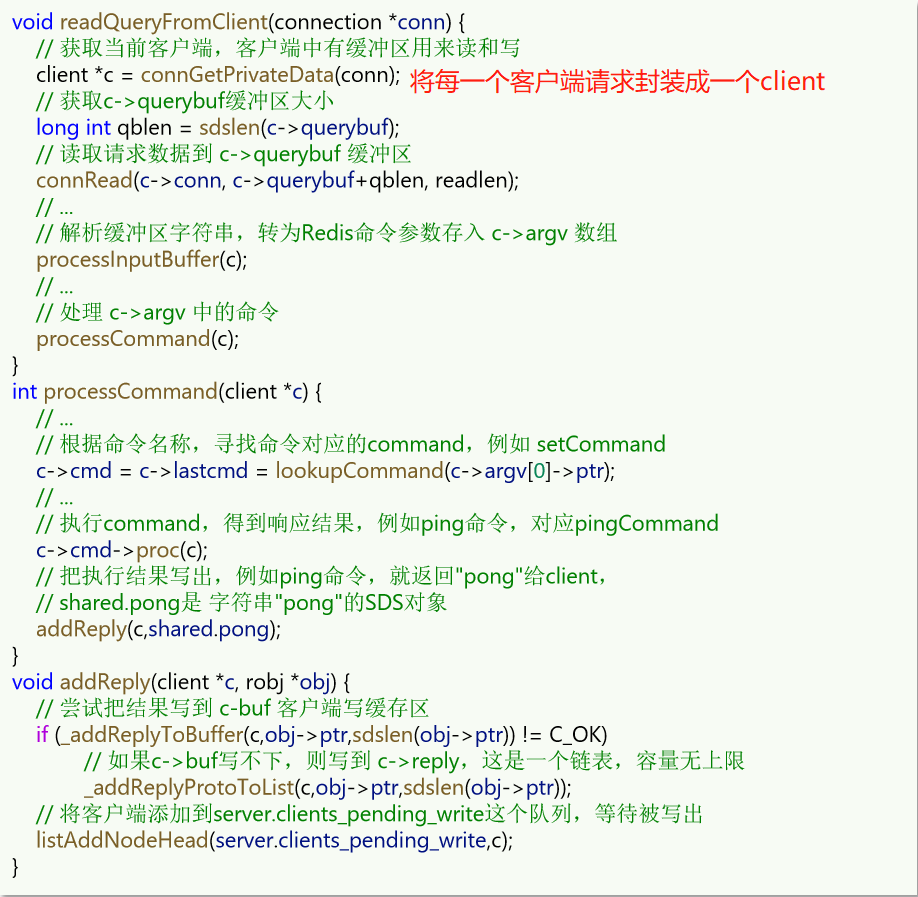 void readQueryFromClient(connection *conn) {
// 获取当前客户端，客户端中有缓冲区用来读和写
client *c = connGetPrivateData(conn); 将每一个客户端请求封装成一个client
// 获取c->querybuf缓冲区大小
long int qblen = sdslen(c->querybuf);
// 读取请求数据到 c->querybuf 缓冲区
connRead(c->conn, c->querybuf+qblen, readlen);
// ...
// 解析缓冲区字符串，转为Redis命令参数存入 c->argv 数组
processInputBuffer(c);
// ...
// 处理 c->argv 中的命令
processCommand(c);
}
int processCommand(client *c) {
// ...
// 根据命令名称，寻找命令对应的command，例如 setCommand
c->cmd = c->lastcmd = lookupCommand(c->argv[0]->ptr);
// ...
// 执行command，得到响应结果，例如ping命令，对应pingCommand
c->cmd->proc(c);
// 把执行结果写出，例如ping命令，就返回"pong"给client，
// shared.pong是 字符串"pong"的SDS对象
addReply(c,shared.pong);
}
void addReply(client *c, robj *obj) {
// 尝试把结果写到 c-buf 客户端写缓存区
if (_addReplyToBuffer(c,obj->ptr,sdslen(obj->ptr)) != C_OK)
// 如果c->buf写不下，则写到 c->reply，这是一个链表，容量无上限
_addReplyProtoToList(c,obj->ptr,sdslen(obj->ptr));
// 将客户端添加到server.clients_pending_write这个队列，等待被写出
listAddNodeHead(server.clients_pending_write,c);
}